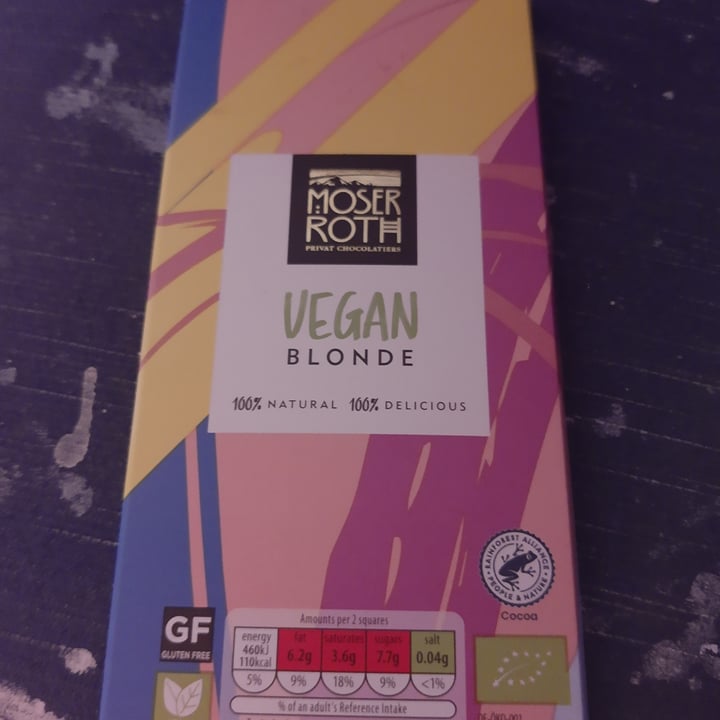 MOSER
ROTH
PRIVAT CHOCOLATIERS
VEGAN
BLONDE
100% NATURAL 100% DELICIOUS
RAINFOREST ALLIANCE
PEOPLE & NATURE
Cocoa
GF
GLUTEN FREE
Amounts per 2 squares
energy fat saturates sugars salt
460kJ 6.2g 3.6g 7.7g 0.04g
110kcal
5% 9% 18% 9% <1%
% of an adult's Reference Intake